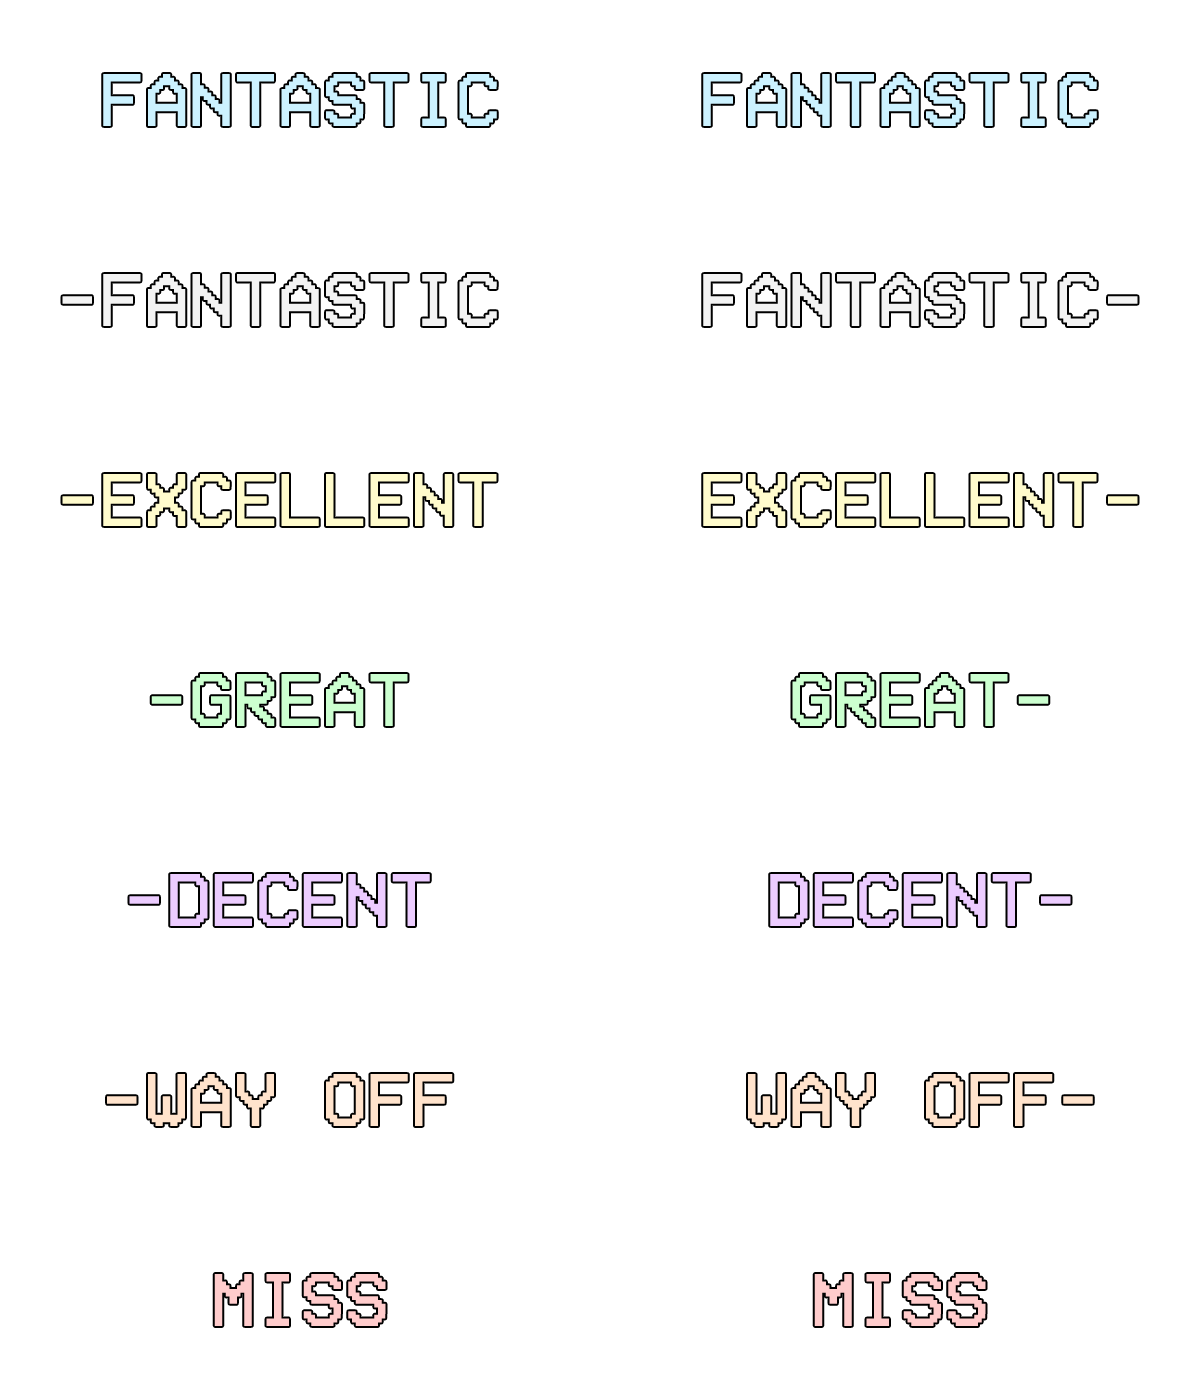 FANTASTIC FANTASTIC
-FANTASTIC FANTASTIC-
-EXCELLENT EXCELLENT-
-GREAT GREAT-
-DECENT DECENT-
-WAY OFF WAY OFF-
MISS MISS